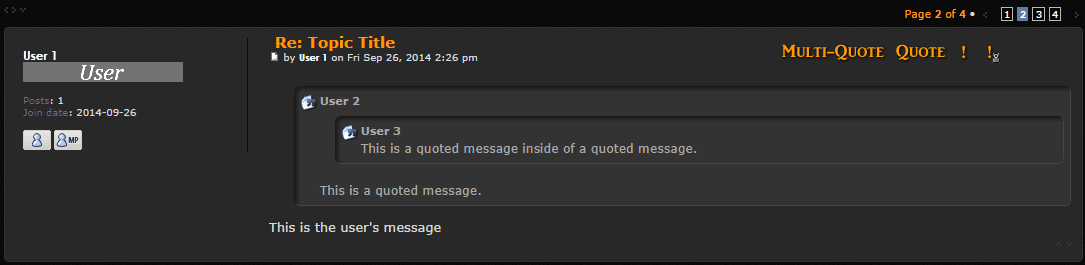 Page 2 of 4 • 1 2 3 4
Re: Topic Title
Multi-Quote Quote ! !
User 1
by User 1 on Fri Sep 26, 2014 2:26 pm
User
Posts: 1
Join date: 2014-09-26
MP
User 2
User 3
This is a quoted message inside of a quoted message.
This is a quoted message.
This is the user's message